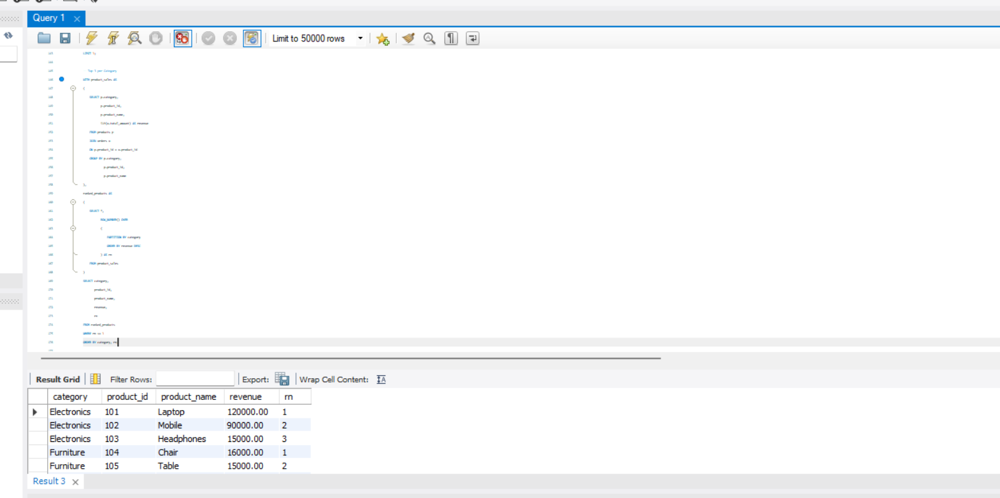 Query 1
Limit to 50000 rows
LIMIT
Top 5 per Category
WITH product_sales AS
(
SELECT p.category,
p.product_id,
p.product_name,
SUM(o.total_amount) AS revenue
FROM products p
JOIN orders o
ON p.product_id = o.product_id
GROUP BY p.category,
p.product_id,
p.product_name
),
ranked_products AS
(
SELECT *,
ROW_NUMBER() OVER
(
PARTITION BY category
ORDER BY revenue DESC
) AS rn
FROM product_sales
)
SELECT category,
product_id,
product_name,
revenue,
rn
FROM ranked_products
WHERE rn
ORDER BY category, rn
Result Grid Filter Rows: Export: Wrap Cell Content:
category product_id product_name revenue rn
Electronics 101 Laptop 120000.00 1
Electronics 102 Mobile 90000.00 2
Electronics 103 Headphones 15000.00 3
Furniture 104 Chair 16000.00 1
Furniture 105 Table 15000.00 2
Result 3